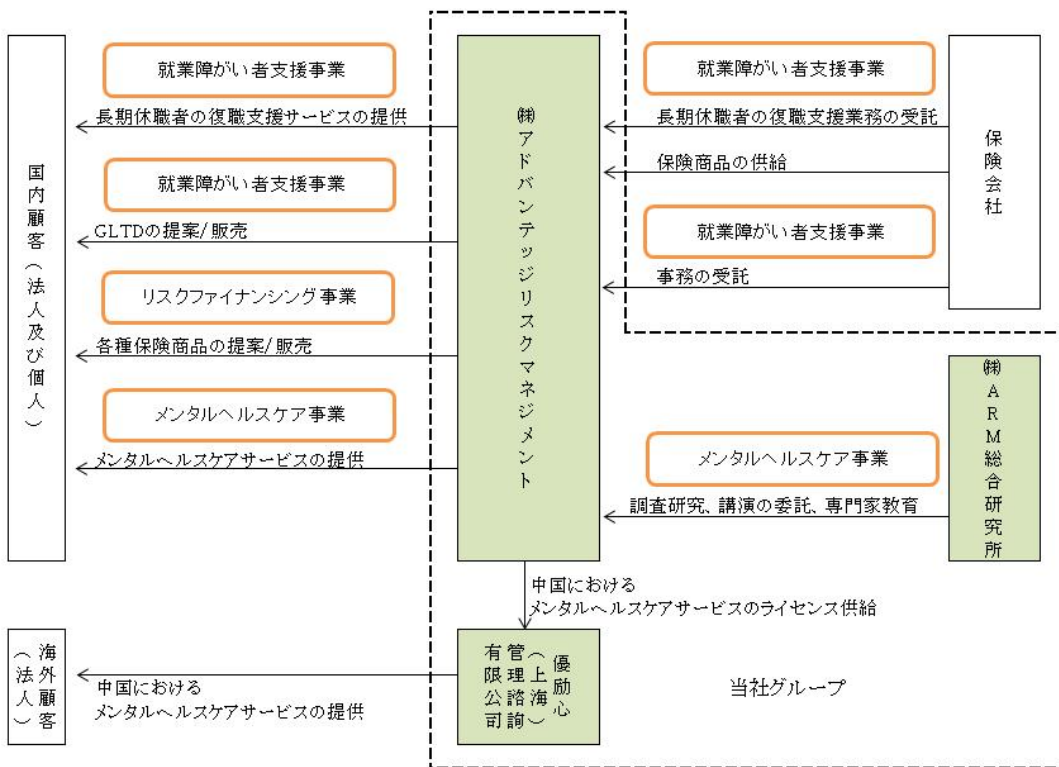 国内顧客（法人及び個人）
就業障がい者支援事業
長期休職者の復職支援サービスの提供
就業障がい者支援事業
GLTDの提案/販売
リスクファイナンシング事業
各種保険商品の提案/販売
メンタルヘルスケア事業
メンタルヘルスケアサービスの提供
㈱アドバンテッジリスクマネジメント
就業障がい者支援事業
長期休職者の復職支援業務の受託
保険商品の供給
就業障がい者支援事業
事務の受託
保険会社
メンタルヘルスケア事業
調査研究、講演の委託、専門家教育
㈱ARM総合研究所
中国における
メンタルヘルスケアサービスのライセンス供給
海外顧客
（法人）
中国における
メンタルヘルスケアサービスの提供
優励心
（上海）
管理諮詢
有限公司
当社グループ